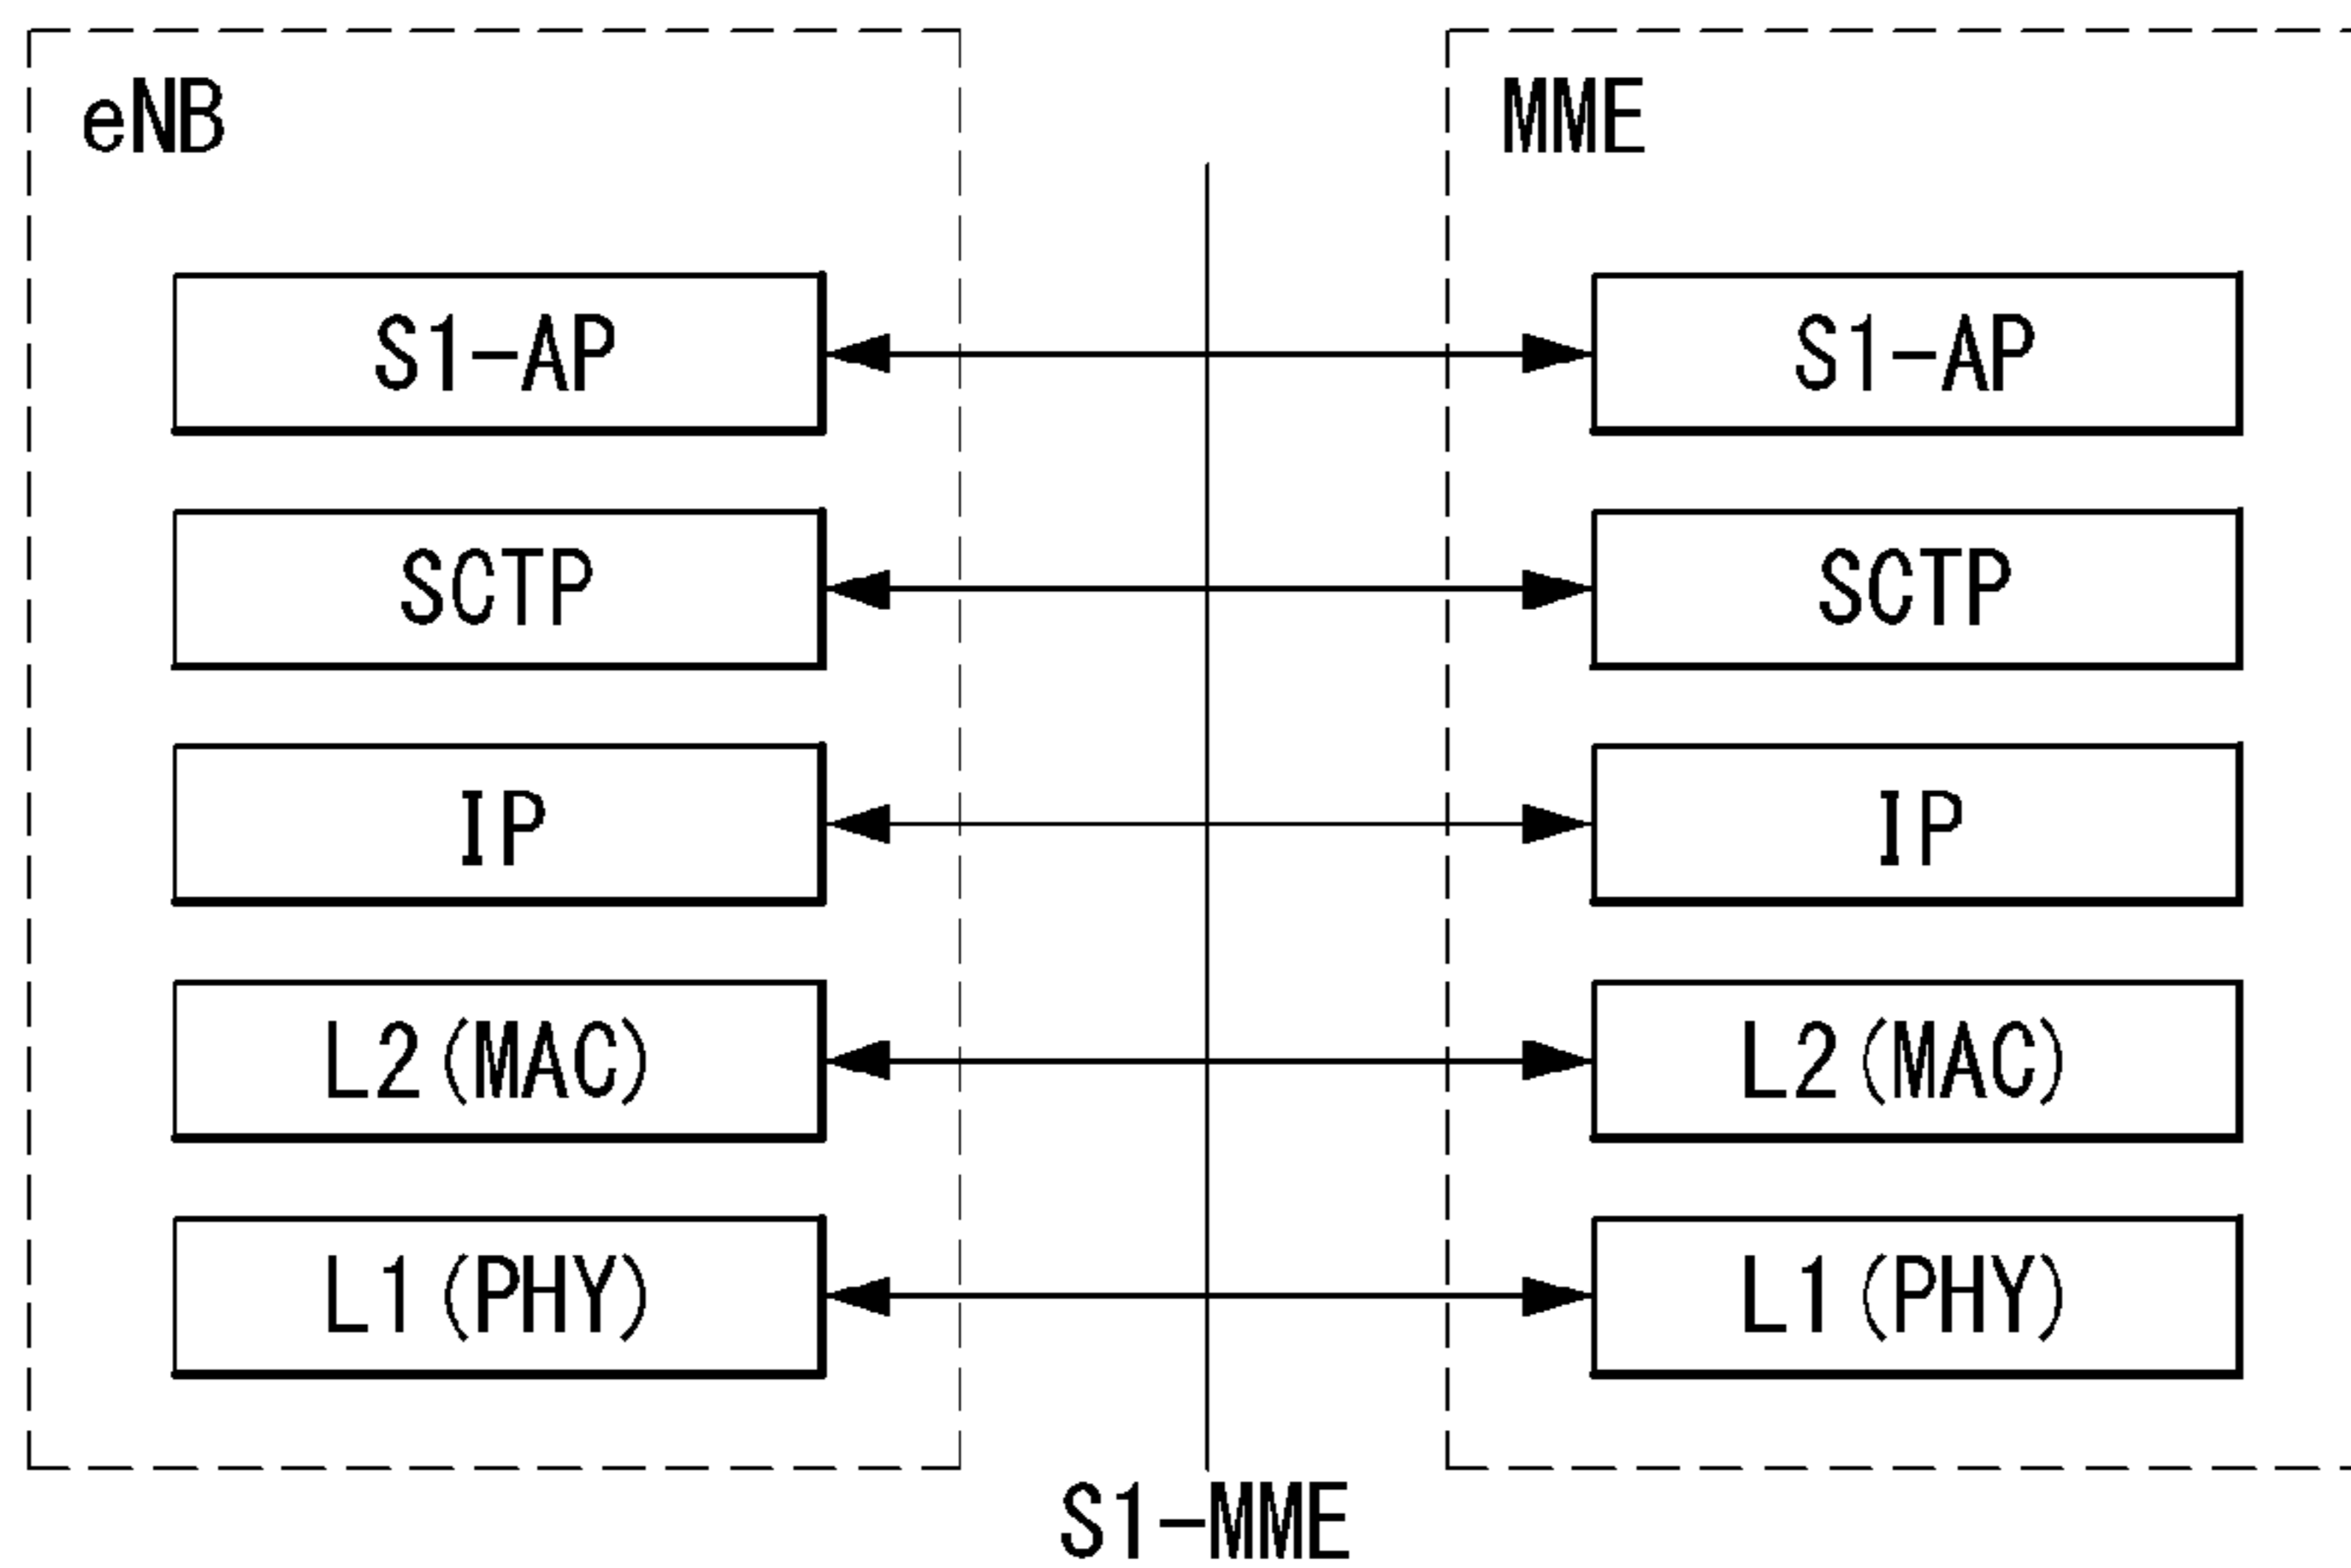 eNB
MME
S1-AP
S1-AP
SCTP
SCTP
IP
IP
L2(MAC)
L2(MAC)
L1(PHY)
L1(PHY)
S1-MME